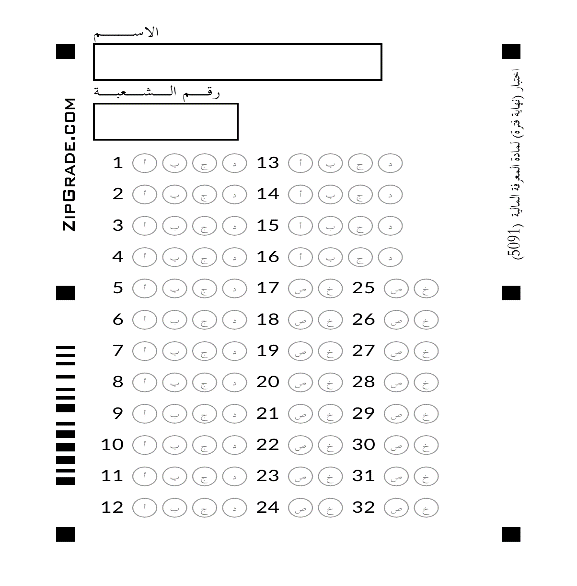 الاسم
رقم الشعبة
1 أ ب ج د 13 أ ب ج د
2 أ ب ج د 14 أ ب ج د
3 أ ب ج د 15 أ ب ج د
4 أ ب ج د 16 أ ب ج د
5 أ ب ج د 17 ص خ 25 ص خ
6 أ ب ج د 18 ص خ 26 ص خ
7 أ ب ج د 19 ص خ 27 ص خ
8 أ ب ج د 20 ص خ 28 ص خ
9 أ ب ج د 21 ص خ 29 ص خ
10 أ ب ج د 22 ص خ 30 ص خ
11 أ ب ج د 23 ص خ 31 ص خ
12 أ ب ج د 24 ص خ 32 ص خ
ZIPGRADE.COM
اختبار (نهاية فترة) لمادة المعرفة المالية (5091)